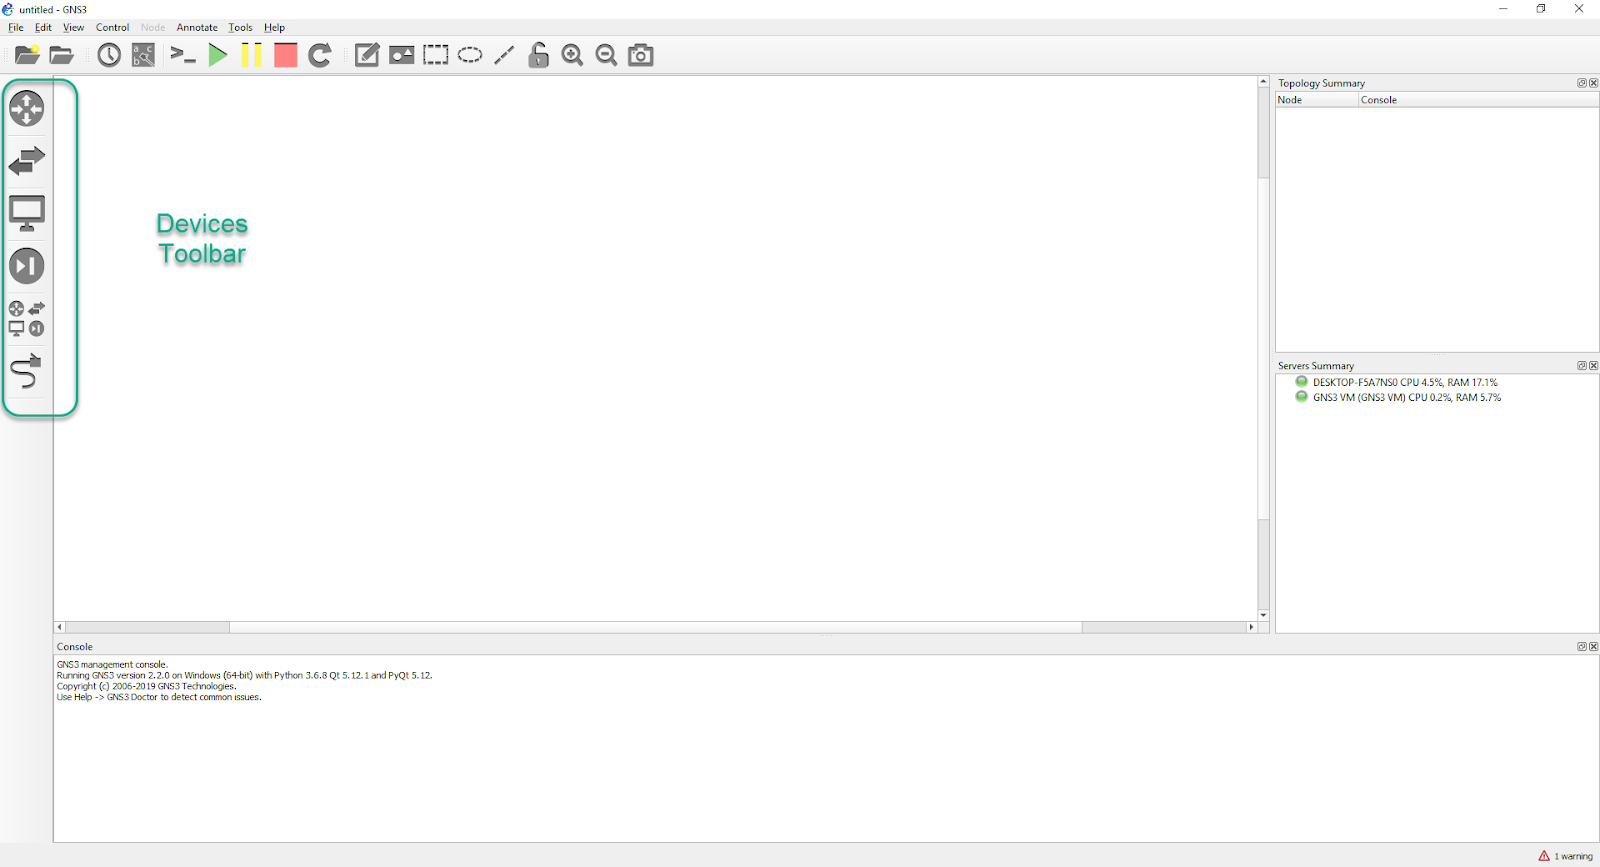 untitled - GNS3
File Edit View Control Node Annotate Tools Help
Devices
Toolbar
Topology Summary
Node Console
Servers Summary
DESKTOP-F5A7NS0 CPU 4.5%, RAM 17.1%
GNS3 VM (GNS3 VM) CPU 0.2%, RAM 5.7%
Console
GNS3 management console.
Running GNS3 version 2.2.0 on Windows (64-bit) with Python 3.6.8 Qt 5.12.1 and PyQt 5.12.
Copyright (c) 2006-2019 GNS3 Technologies.
Use Help -> GNS3 Doctor to detect common issues.
1 warning